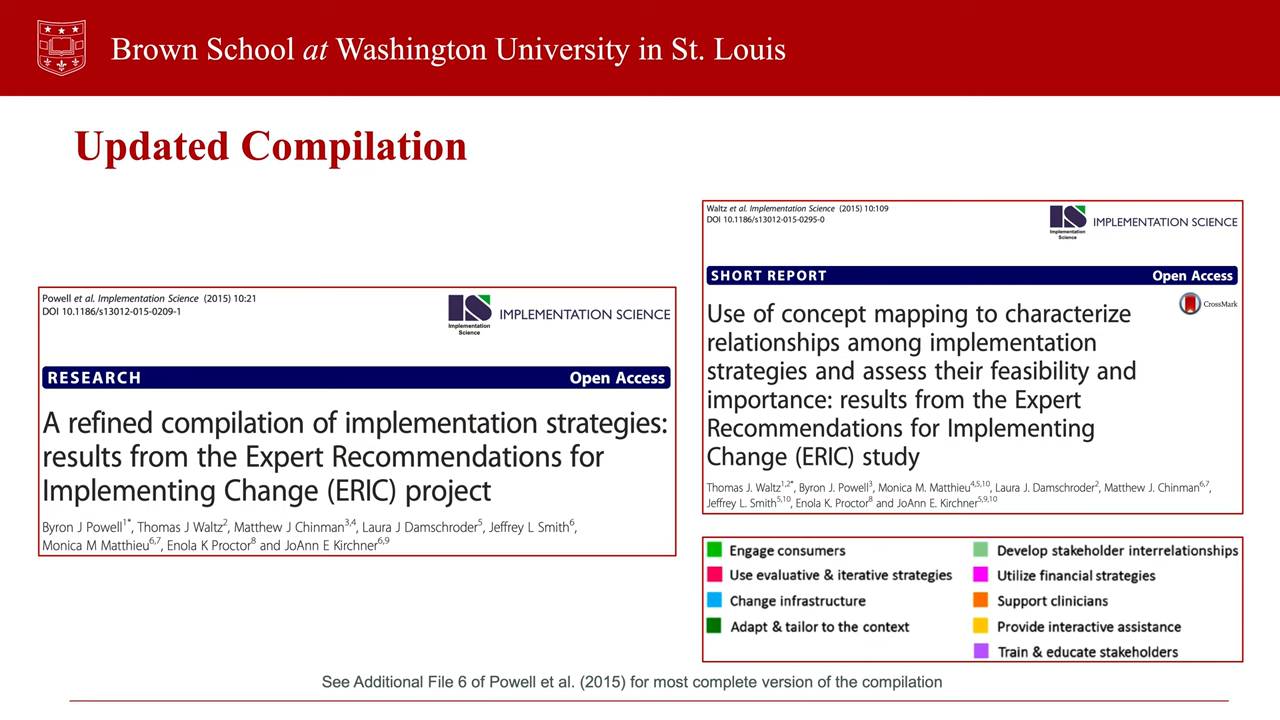 Brown School at Washington University in St. Louis
Updated Compilation
Powell et al. Implementation Science (2015) 10:21
DOI 10.1186/s13012-015-0209-1
Implementation
Science
IMPLEMENTATION SCIENCE
RESEARCH
Open Access
A refined compilation of implementation strategies:
results from the Expert Recommendations for
Implementing Change (ERIC) project
Byron J Powell1*, Thomas J Waltz2, Matthew J Chinman3,4, Laura J Damschroder5, Jeffrey L Smith6,
Monica M Matthieu6,7, Enola K Proctor8 and JoAnn E Kirchner6,9
Waltz et al. Implementation Science (2015) 10:109
DOI 10.1186/s13012-015-0295-0
Implementation
Science
IMPLEMENTATION SCIENCE
SHORT REPORT
Open Access
CrossMark
Use of concept mapping to characterize
relationships among implementation
strategies and assess their feasibility and
importance: results from the Expert
Recommendations for Implementing
Change (ERIC) study
Thomas J. Waltz1,2*, Byron J. Powell3, Monica M. Matthieu4,5,10, Laura J. Damschroder2, Matthew J. Chinman6,7,
Jeffrey L. Smith5,10, Enola K. Proctor8 and JoAnn E. Kirchner5,9,10
Engage consumers
Use evaluative & iterative strategies
Change infrastructure
Adapt & tailor to the context
Develop stakeholder interrelationships
Utilize financial strategies
Support clinicians
Provide interactive assistance
Train & educate stakeholders
See Additional File 6 of Powell et al. (2015) for most complete version of the compilation